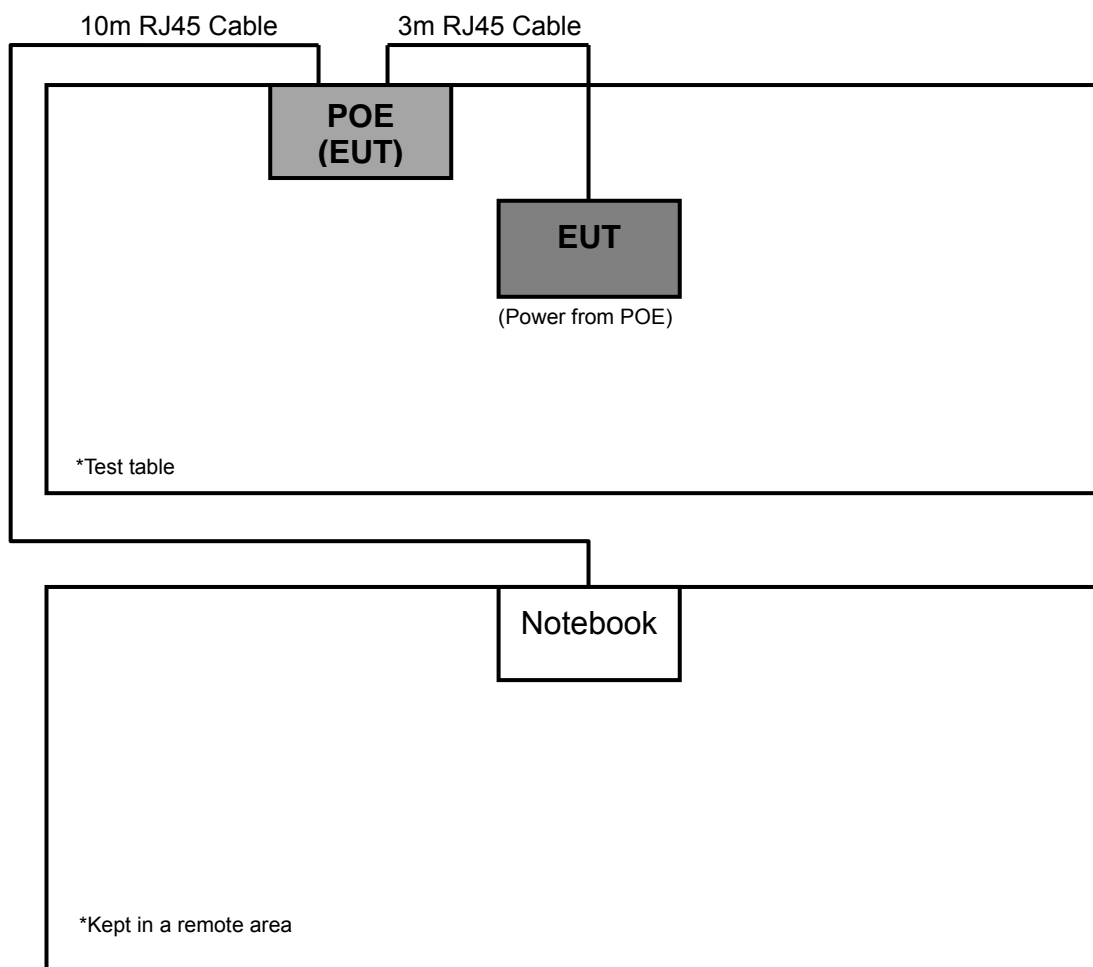 10m RJ45 Cable
3m RJ45 Cable
POE
(EUT)
EUT
(Power from POE)
*Test table
Notebook
*Kept in a remote area